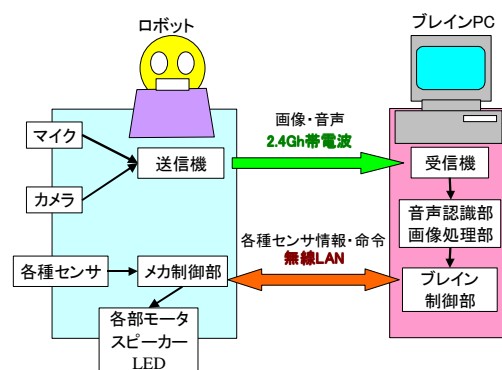 ロボット
ブレインPC
マイク
カメラ
送信機
画像・音声
2.4Gh帯電波
受信機
音声認識部
画像処理部
各種センサ
メカ制御部
各種センサ情報・命令
無線LAN
ブレイン
制御部
各部モータ
スピーカー
LED